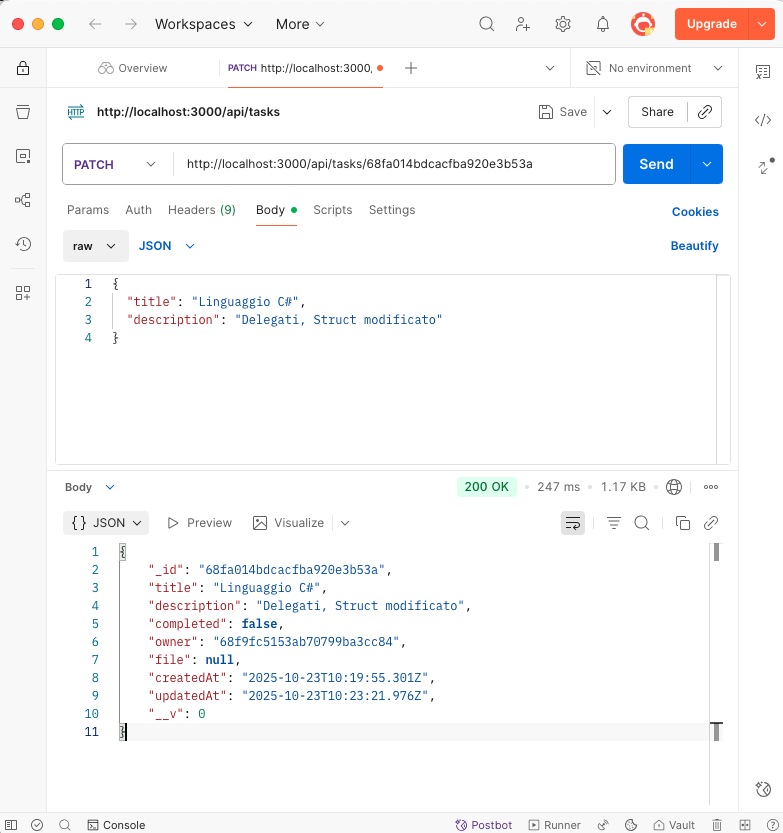 Workspaces More Upgrade
Overview PATCH http://localhost:3000, No environment
HTTP http://localhost:3000/api/tasks Save Share
PATCH http://localhost:3000/api/tasks/68fa014bdcacfba920e3b53a Send
Params Auth Headers (9) Body Scripts Settings Cookies
raw JSON Beautify
1 {
2 "title": "Linguaggio C#",
3 "description": "Delegati, Struct modificato"
4 }
Body 200 OK 247 ms 1.17 KB
{} JSON Preview Visualize
1 {
2 "_id": "68fa014bdcacfba920e3b53a",
3 "title": "Linguaggio C#",
4 "description": "Delegati, Struct modificato",
5 "completed": false,
6 "owner": "68f9fc5153ab70799ba3cc84",
7 "file": null,
8 "createdAt": "2025-10-23T10:19:55.301Z",
9 "updatedAt": "2025-10-23T10:23:21.976Z",
10 "__v": 0
11 }
Console Postbot Runner Vault